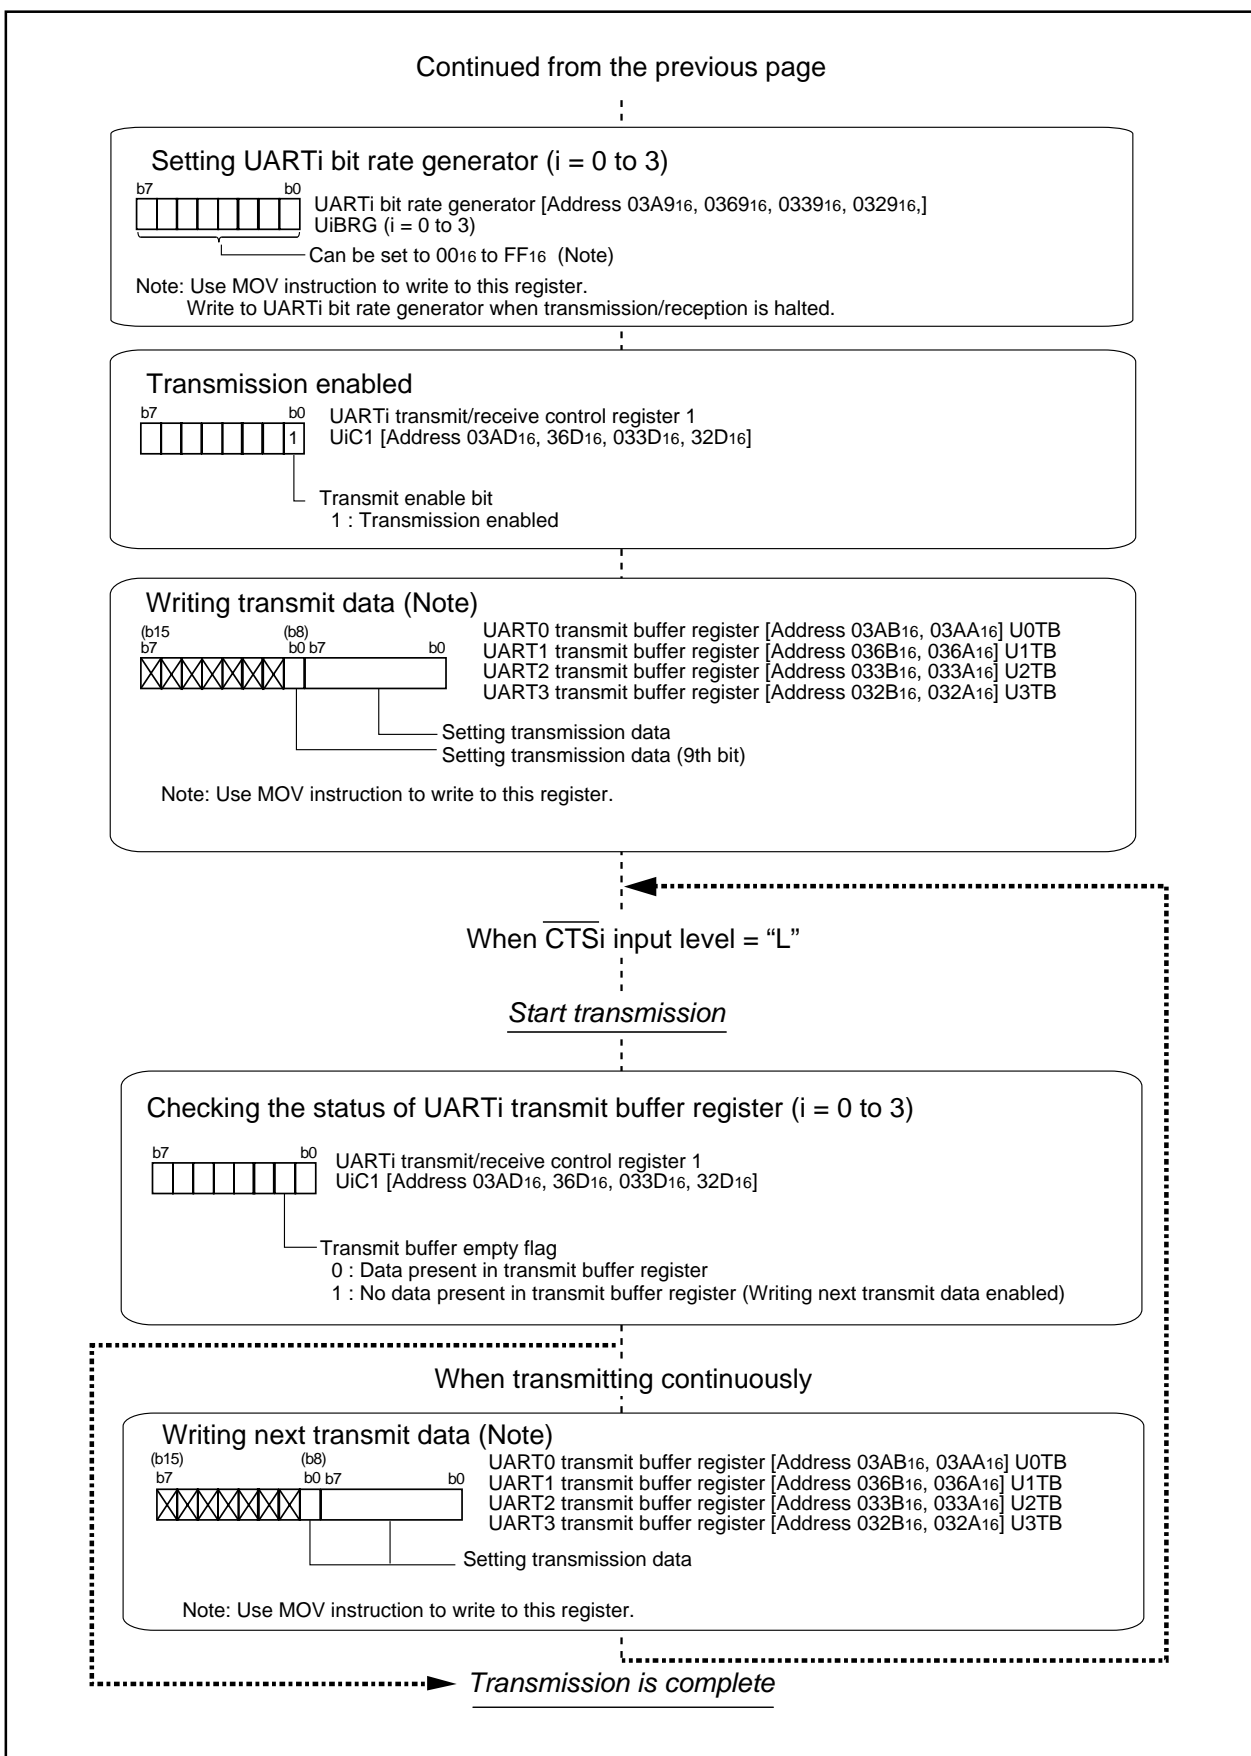 Continued from the previous page
Setting UARTi bit rate generator (i = 0 to 3)
b7 b0
UARTi bit rate generator [Address 03A916, 036916, 033916, 032916,]
UiBRG (i = 0 to 3)
Can be set to 0016 to FF16 (Note)
Note: Use MOV instruction to write to this register.
Write to UARTi bit rate generator when transmission/reception is halted.
Transmission enabled
b7 b0
UARTi transmit/receive control register 1
1
UiC1 [Address 03AD16, 36D16, 033D16, 32D16]
Transmit enable bit
1 : Transmission enabled
Writing transmit data (Note)
(b15 (b8)
b7 b0 b7 b0
UART0 transmit buffer register [Address 03AB16, 03AA16] U0TB
UART1 transmit buffer register [Address 036B16, 036A16] U1TB
UART2 transmit buffer register [Address 033B16, 033A16] U2TB
UART3 transmit buffer register [Address 032B16, 032A16] U3TB
Setting transmission data
Setting transmission data (9th bit)
Note: Use MOV instruction to write to this register.
When CTSi input level = “L”
Start transmission
Checking the status of UARTi transmit buffer register (i = 0 to 3)
b7 b0
UARTi transmit/receive control register 1
UiC1 [Address 03AD16, 36D16, 033D16, 32D16]
Transmit buffer empty flag
0 : Data present in transmit buffer register
1 : No data present in transmit buffer register (Writing next transmit data enabled)
When transmitting continuously
Writing next transmit data (Note)
(b15) (b8)
b7 b0 b7 b0
UART0 transmit buffer register [Address 03AB16, 03AA16] U0TB
UART1 transmit buffer register [Address 036B16, 036A16] U1TB
UART2 transmit buffer register [Address 033B16, 033A16] U2TB
UART3 transmit buffer register [Address 032B16, 032A16] U3TB
Setting transmission data
Note: Use MOV instruction to write to this register.
Transmission is complete